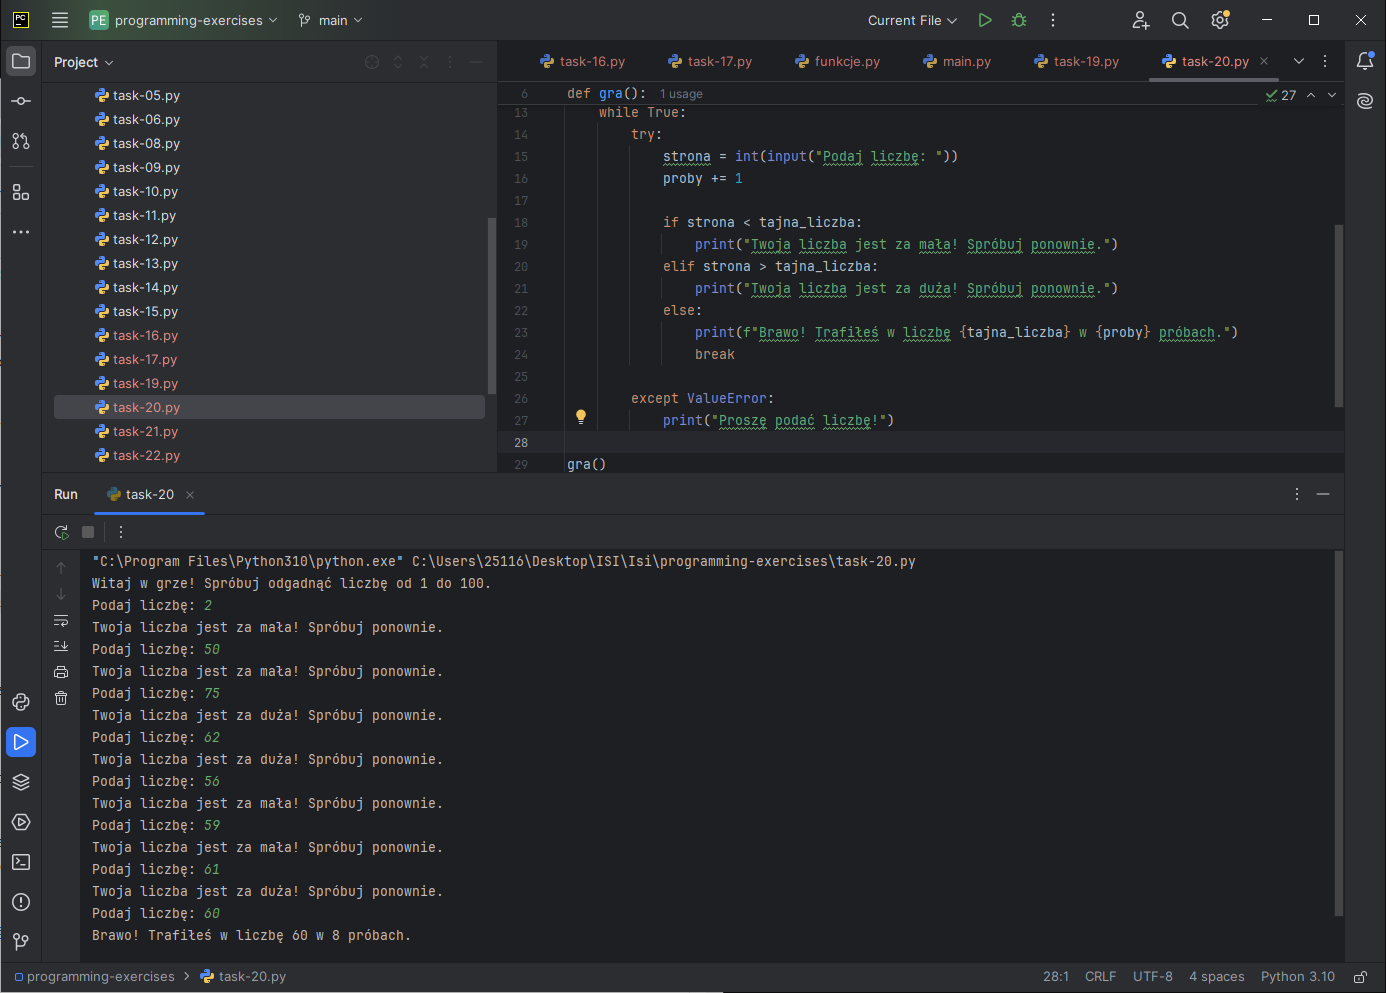 PC
PE programming-exercises main Current File
Project
task-16.py task-17.py funkcje.py main.py task-19.py task-20.py
task-05.py
task-06.py
task-08.py
task-09.py
task-10.py
task-11.py
task-12.py
task-13.py
task-14.py
task-15.py
task-16.py
task-17.py
task-19.py
task-20.py
task-21.py
task-22.py
6 def gra(): 1 usage
27
13 while True:
14 try:
15 strona = int(input("Podaj liczbę: "))
16 proby += 1
17
18 if strona < tajna_liczba:
19 print("Twoja liczba jest za mała! Spróbuj ponownie.")
20 elif strona > tajna_liczba:
21 print("Twoja liczba jest za duża! Spróbuj ponownie.")
22 else:
23 print(f"Brawo! Trafiłeś w liczbę {tajna_liczba} w {proby} próbach.")
24 break
25
26 except ValueError:
27 print("Proszę podać liczbę!")
28
29 gra()
Run task-20
"C:\Program Files\Python310\python.exe" C:\Users\25116\Desktop\ISI\Isi\programming-exercises\task-20.py
Witaj w grze! Spróbuj odgadnąć liczbę od 1 do 100.
Podaj liczbę: 2
Twoja liczba jest za mała! Spróbuj ponownie.
Podaj liczbę: 50
Twoja liczba jest za mała! Spróbuj ponownie.
Podaj liczbę: 75
Twoja liczba jest za duża! Spróbuj ponownie.
Podaj liczbę: 62
Twoja liczba jest za duża! Spróbuj ponownie.
Podaj liczbę: 56
Twoja liczba jest za mała! Spróbuj ponownie.
Podaj liczbę: 59
Twoja liczba jest za mała! Spróbuj ponownie.
Podaj liczbę: 61
Twoja liczba jest za duża! Spróbuj ponownie.
Podaj liczbę: 60
Brawo! Trafiłeś w liczbę 60 w 8 próbach.
programming-exercises > task-20.py 28:1 CRLF UTF-8 4 spaces Python 3.10